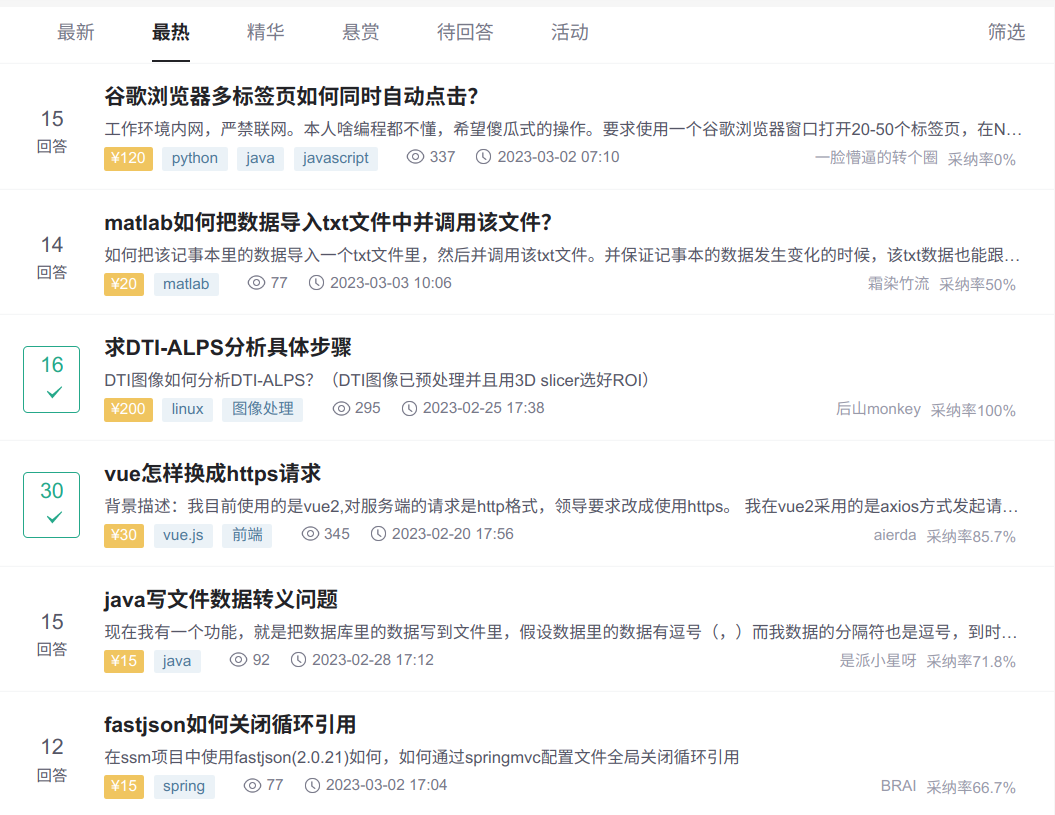 最新 最热 精华 悬赏 待回答 活动 筛选
谷歌浏览器多标签页如何同时自动点击？
15
工作环境内网，严禁联网。本人啥编程都不懂，希望傻瓜式的操作。要求使用一个谷歌浏览器窗口打开20-50个标签页，在N...
回答
¥120 python java javascript 337 2023-03-02 07:10 一脸懵逼的转个圈 采纳率0%
matlab如何把数据导入txt文件中并调用该文件？
14
如何把该记事本里的数据导入一个txt文件里，然后并调用该txt文件。并保证记事本的数据发生变化的时候，该txt数据也能跟...
回答
¥20 matlab 77 2023-03-03 10:06 霜染竹流 采纳率50%
求DTI-ALPS分析具体步骤
16
DTI图像如何分析DTI-ALPS？（DTI图像已预处理并且用3D slicer选好ROI）
¥200 linux 图像处理 295 2023-02-25 17:38 后山monkey 采纳率100%
vue怎样换成https请求
30
背景描述：我目前使用的是vue2,对服务端的请求是http格式，领导要求改成使用https。 我在vue2采用的是axios方式发起请...
¥30 vue.js 前端 345 2023-02-20 17:56 aierda 采纳率85.7%
java写文件数据转义问题
15
现在我有一个功能，就是把数据库里的数据写到文件里，假设数据里的数据有逗号（，）而我数据的分隔符也是逗号，到时...
回答
¥15 java 92 2023-02-28 17:12 是派小星呀 采纳率71.8%
fastjson如何关闭循环引用
12
在ssm项目中使用fastjson(2.0.21)如何，如何通过springmvc配置文件全局关闭循环引用
回答
¥15 spring 77 2023-03-02 17:04 BRAI 采纳率66.7%